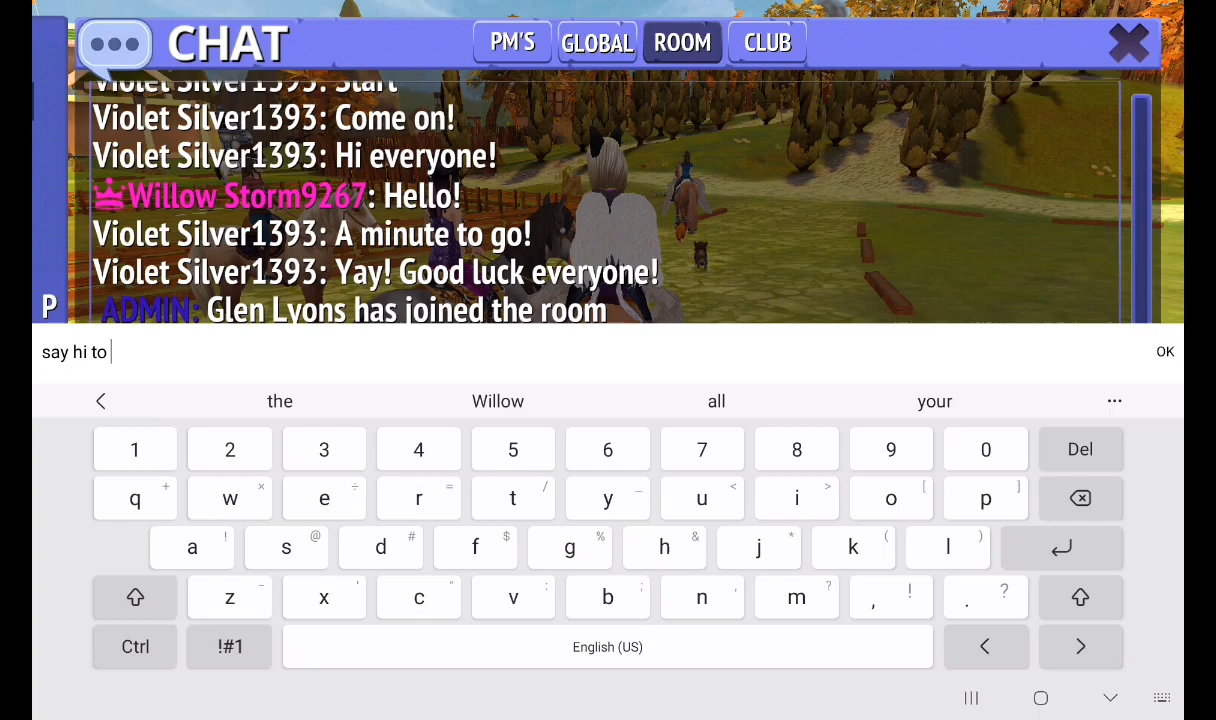 CHAT PM'S GLOBAL ROOM CLUB
Violet Silver1393: Start
Violet Silver1393: Come on!
Violet Silver1393: Hi everyone!
Willow Storm9267: Hello!
Violet Silver1393: A minute to go!
Violet Silver1393: Yay! Good luck everyone!
P ADMIN: Glen Lyons has joined the room
say hi to OK
the Willow all your ...
1 2 3 4 5 6 7 8 9 0 Del
q + w × e ÷ r = t / y _ u < i > o [ p ]
a ! s @ d # f $ g % h & j * k ( l )
z - x ' c " v : b ; n , m ? , ! . ?
Ctrl !#1 English (US) < >